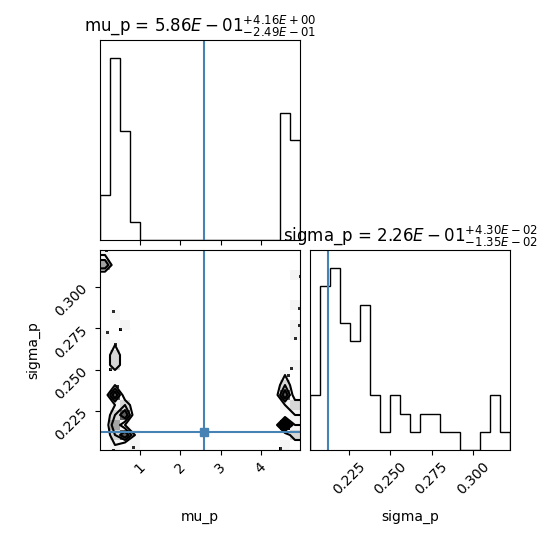 mu_p = 5.86E − 01+4.16E+00−2.49E−01
sigma_p = 2.26E − 01+4.30E−02−1.35E−02
0.300
0.275
0.250
0.225
sigma_p
1 2 3 4
0.225 0.250 0.275 0.300
mu_p
sigma_p